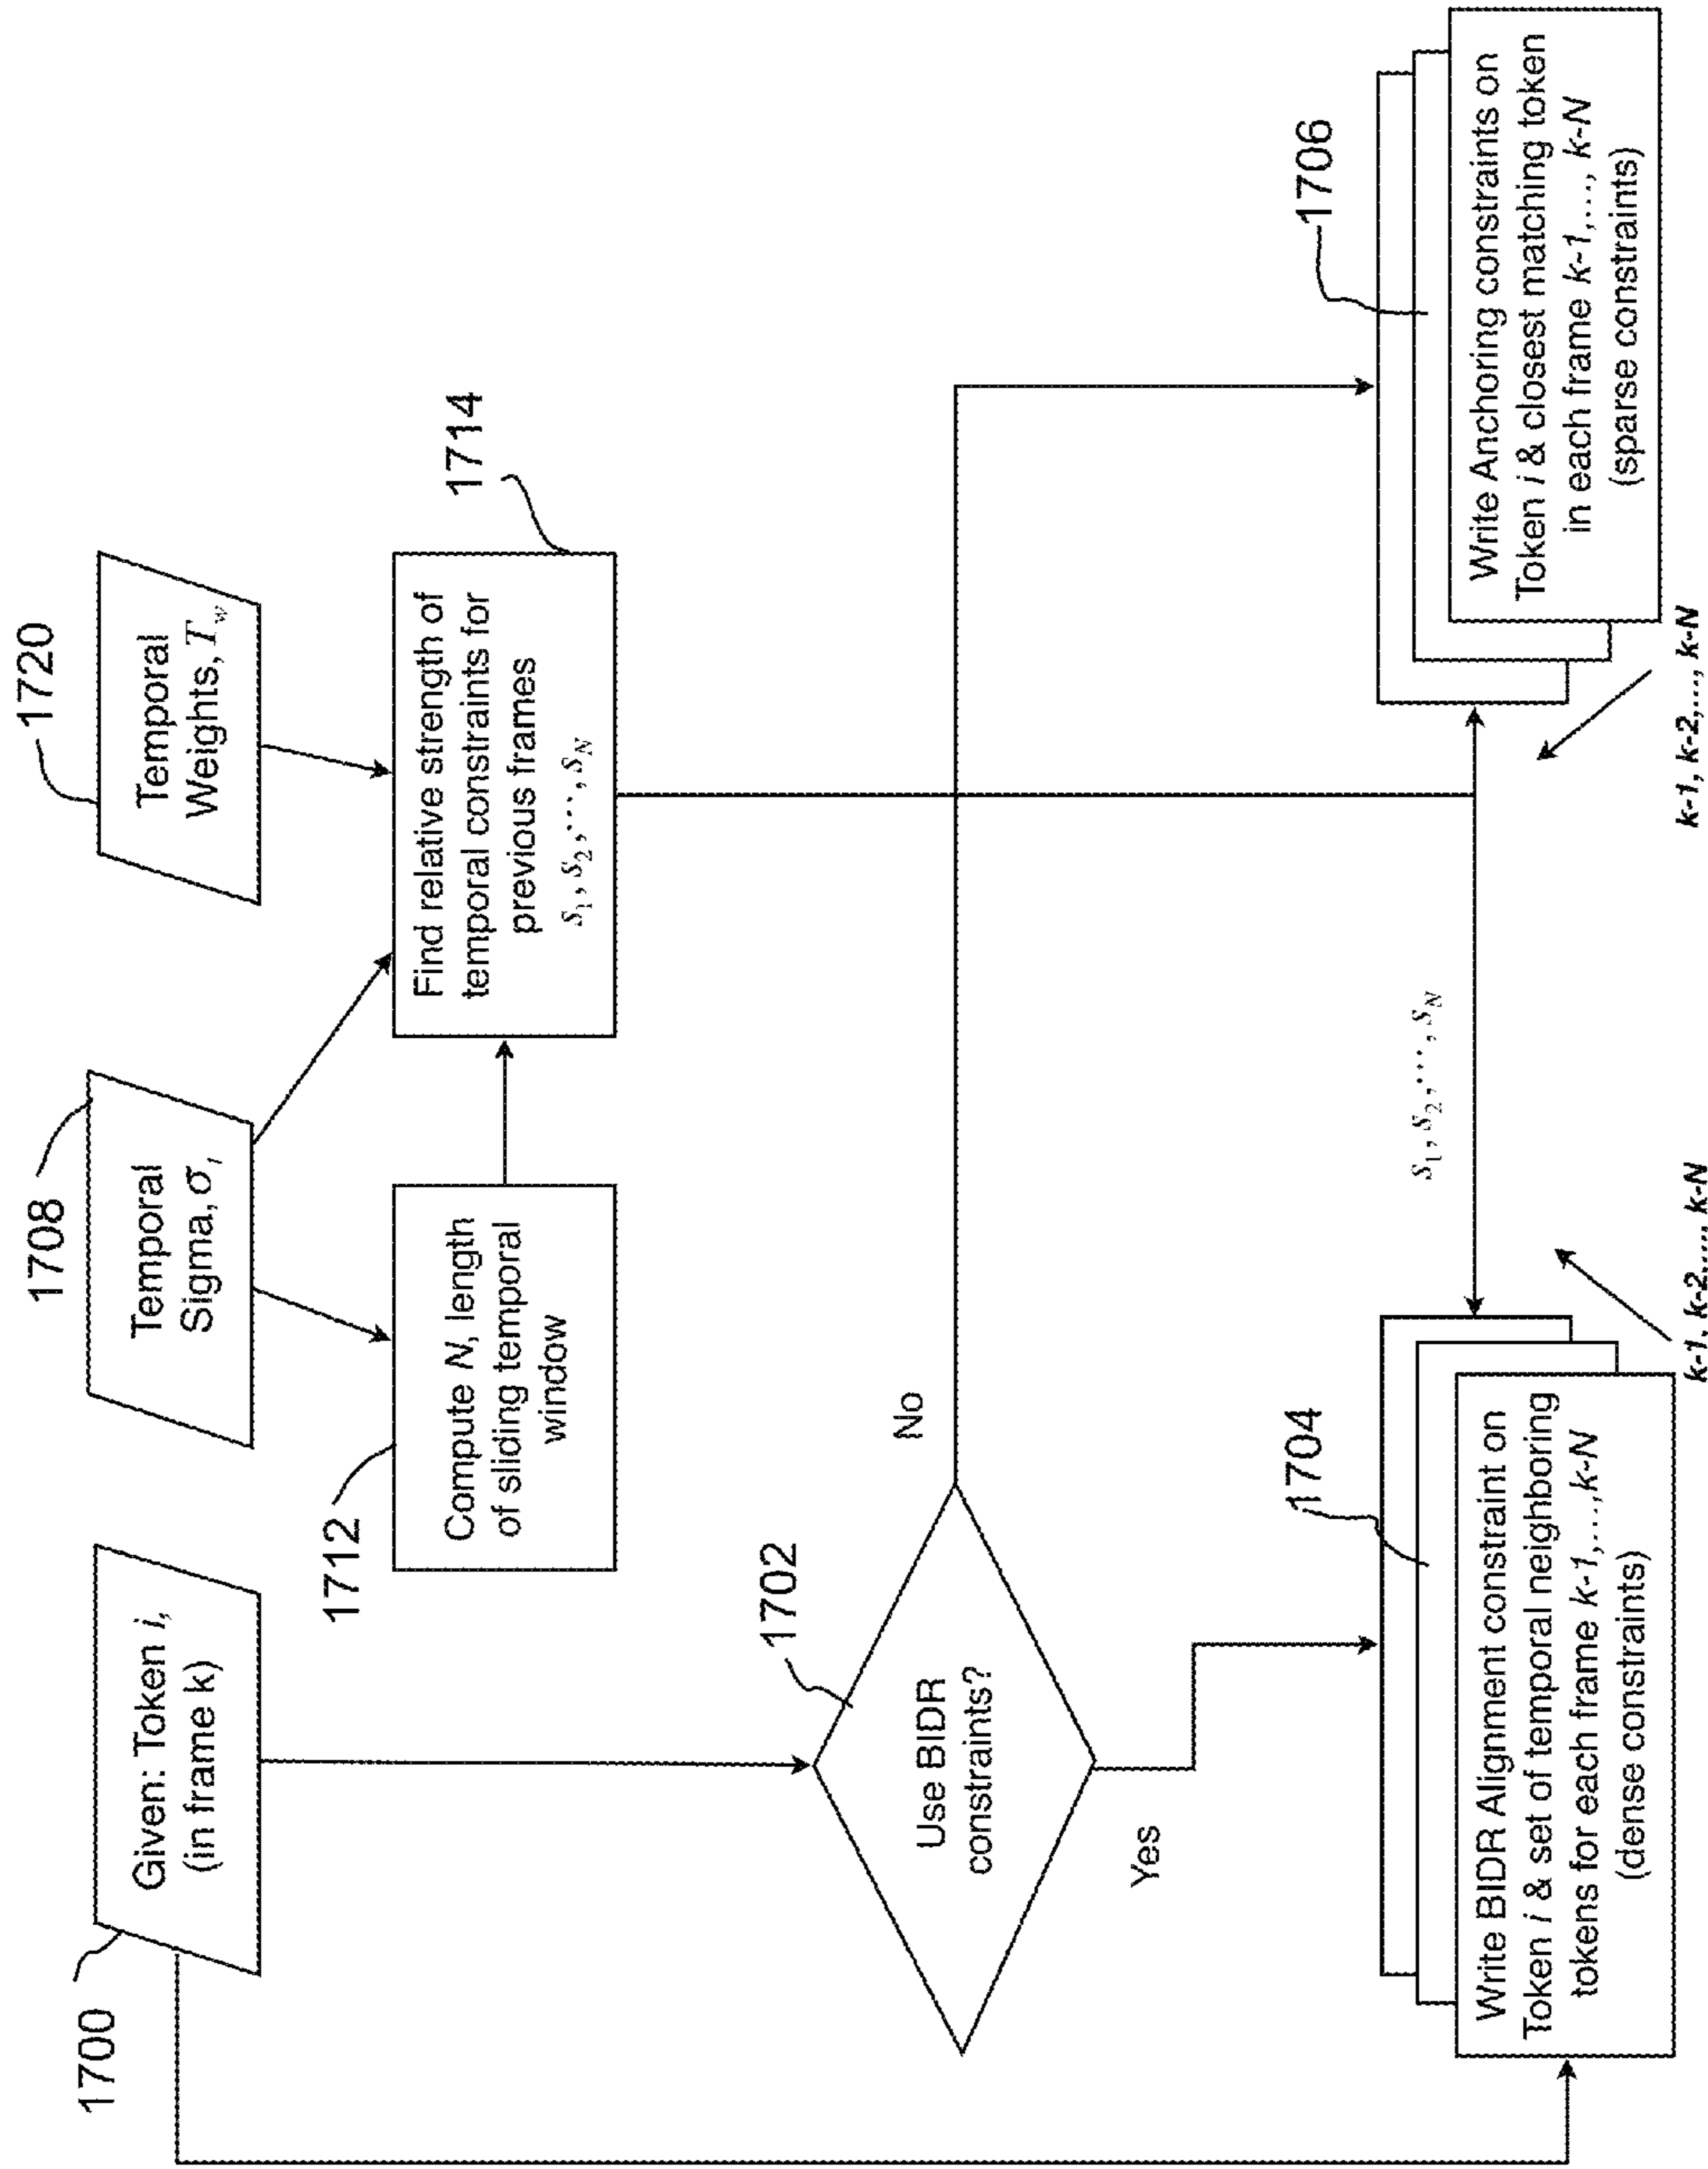 1700
Given: Token i,
(in frame k)
1708
Temporal
Sigma, σt
1720
Temporal
Weights, Tw
1712
Compute N, length
of sliding temporal
window
1714
Find relative strength of
temporal constraints for
previous frames
s1, s2, ..., sN
1702
Use BIDR
constraints?
No
Yes
1704
Write BIDR Alignment constraint on
Token i & set of temporal neighboring
tokens for each frame k-1,...,k-N
(dense constraints)
k-1, k-2,..., k-N
s1, s2, ..., sN
1706
Write Anchoring constraints on
Token i & closest matching token
in each frame k-1,..., k-N
(sparse constraints)
k-1, k-2,..., k-N